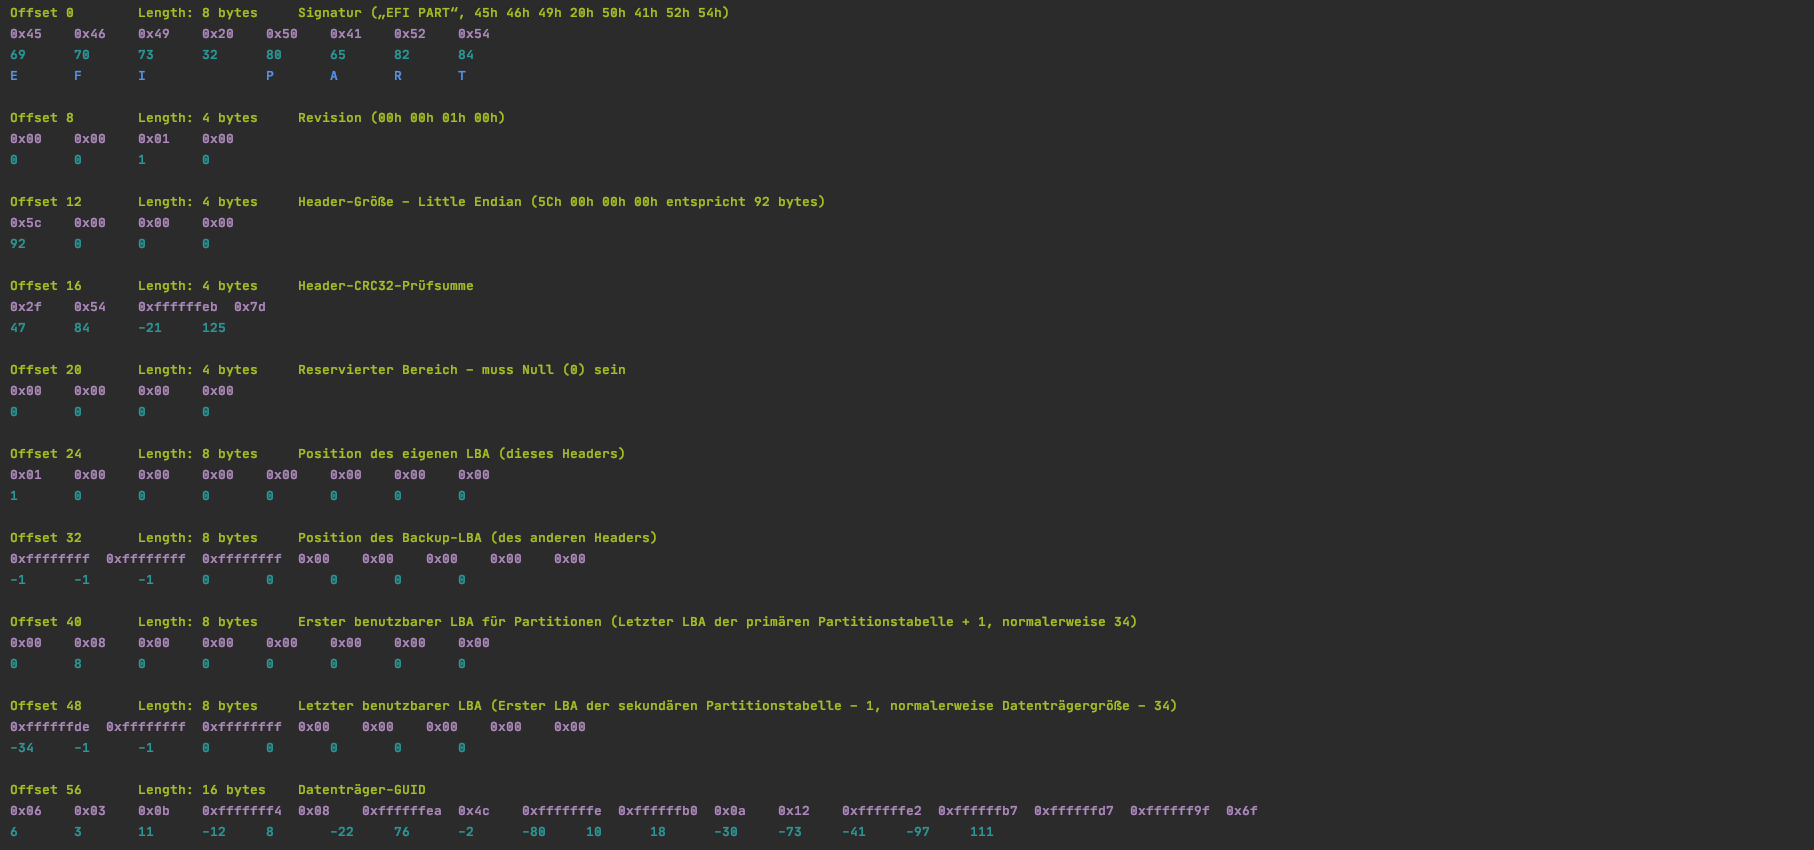 Offset 0 Length: 8 bytes Signatur („EFI PART“, 45h 46h 49h 20h 50h 41h 52h 54h)
0x45 0x46 0x49 0x20 0x50 0x41 0x52 0x54
69 70 73 32 80 65 82 84
E F I P A R T
Offset 8 Length: 4 bytes Revision (00h 00h 01h 00h)
0x00 0x00 0x01 0x00
0 0 1 0
Offset 12 Length: 4 bytes Header-Größe - Little Endian (5Ch 00h 00h 00h entspricht 92 bytes)
0x5c 0x00 0x00 0x00
92 0 0 0
Offset 16 Length: 4 bytes Header-CRC32-Prüfsumme
0x2f 0x54 0xffffffeb 0x7d
47 84 -21 125
Offset 20 Length: 4 bytes Reservierter Bereich - muss Null (0) sein
0x00 0x00 0x00 0x00
0 0 0 0
Offset 24 Length: 8 bytes Position des eigenen LBA (dieses Headers)
0x01 0x00 0x00 0x00 0x00 0x00 0x00 0x00
1 0 0 0 0 0 0 0
Offset 32 Length: 8 bytes Position des Backup-LBA (des anderen Headers)
0xffffffff 0xffffffff 0xffffffff 0x00 0x00 0x00 0x00 0x00
-1 -1 -1 0 0 0 0 0
Offset 40 Length: 8 bytes Erster benutzbarer LBA für Partitionen (Letzter LBA der primären Partitionstabelle + 1, normalerweise 34)
0x00 0x08 0x00 0x00 0x00 0x00 0x00 0x00
0 8 0 0 0 0 0 0
Offset 48 Length: 8 bytes Letzter benutzbarer LBA (Erster LBA der sekundären Partitionstabelle - 1, normalerweise Datenträgergröße - 34)
0xffffffde 0xffffffff 0xffffffff 0x00 0x00 0x00 0x00 0x00
-34 -1 -1 0 0 0 0 0
Offset 56 Length: 16 bytes Datenträger-GUID
0x06 0x03 0x0b 0xfffffff4 0x08 0xffffffea 0x4c 0xfffffffe 0xffffffb0 0x0a 0x12 0xffffffe2 0xffffffb7 0xffffffd7 0xffffff9f 0x6f
6 3 11 -12 8 -22 76 -2 -80 10 18 -30 -73 -41 -97 111